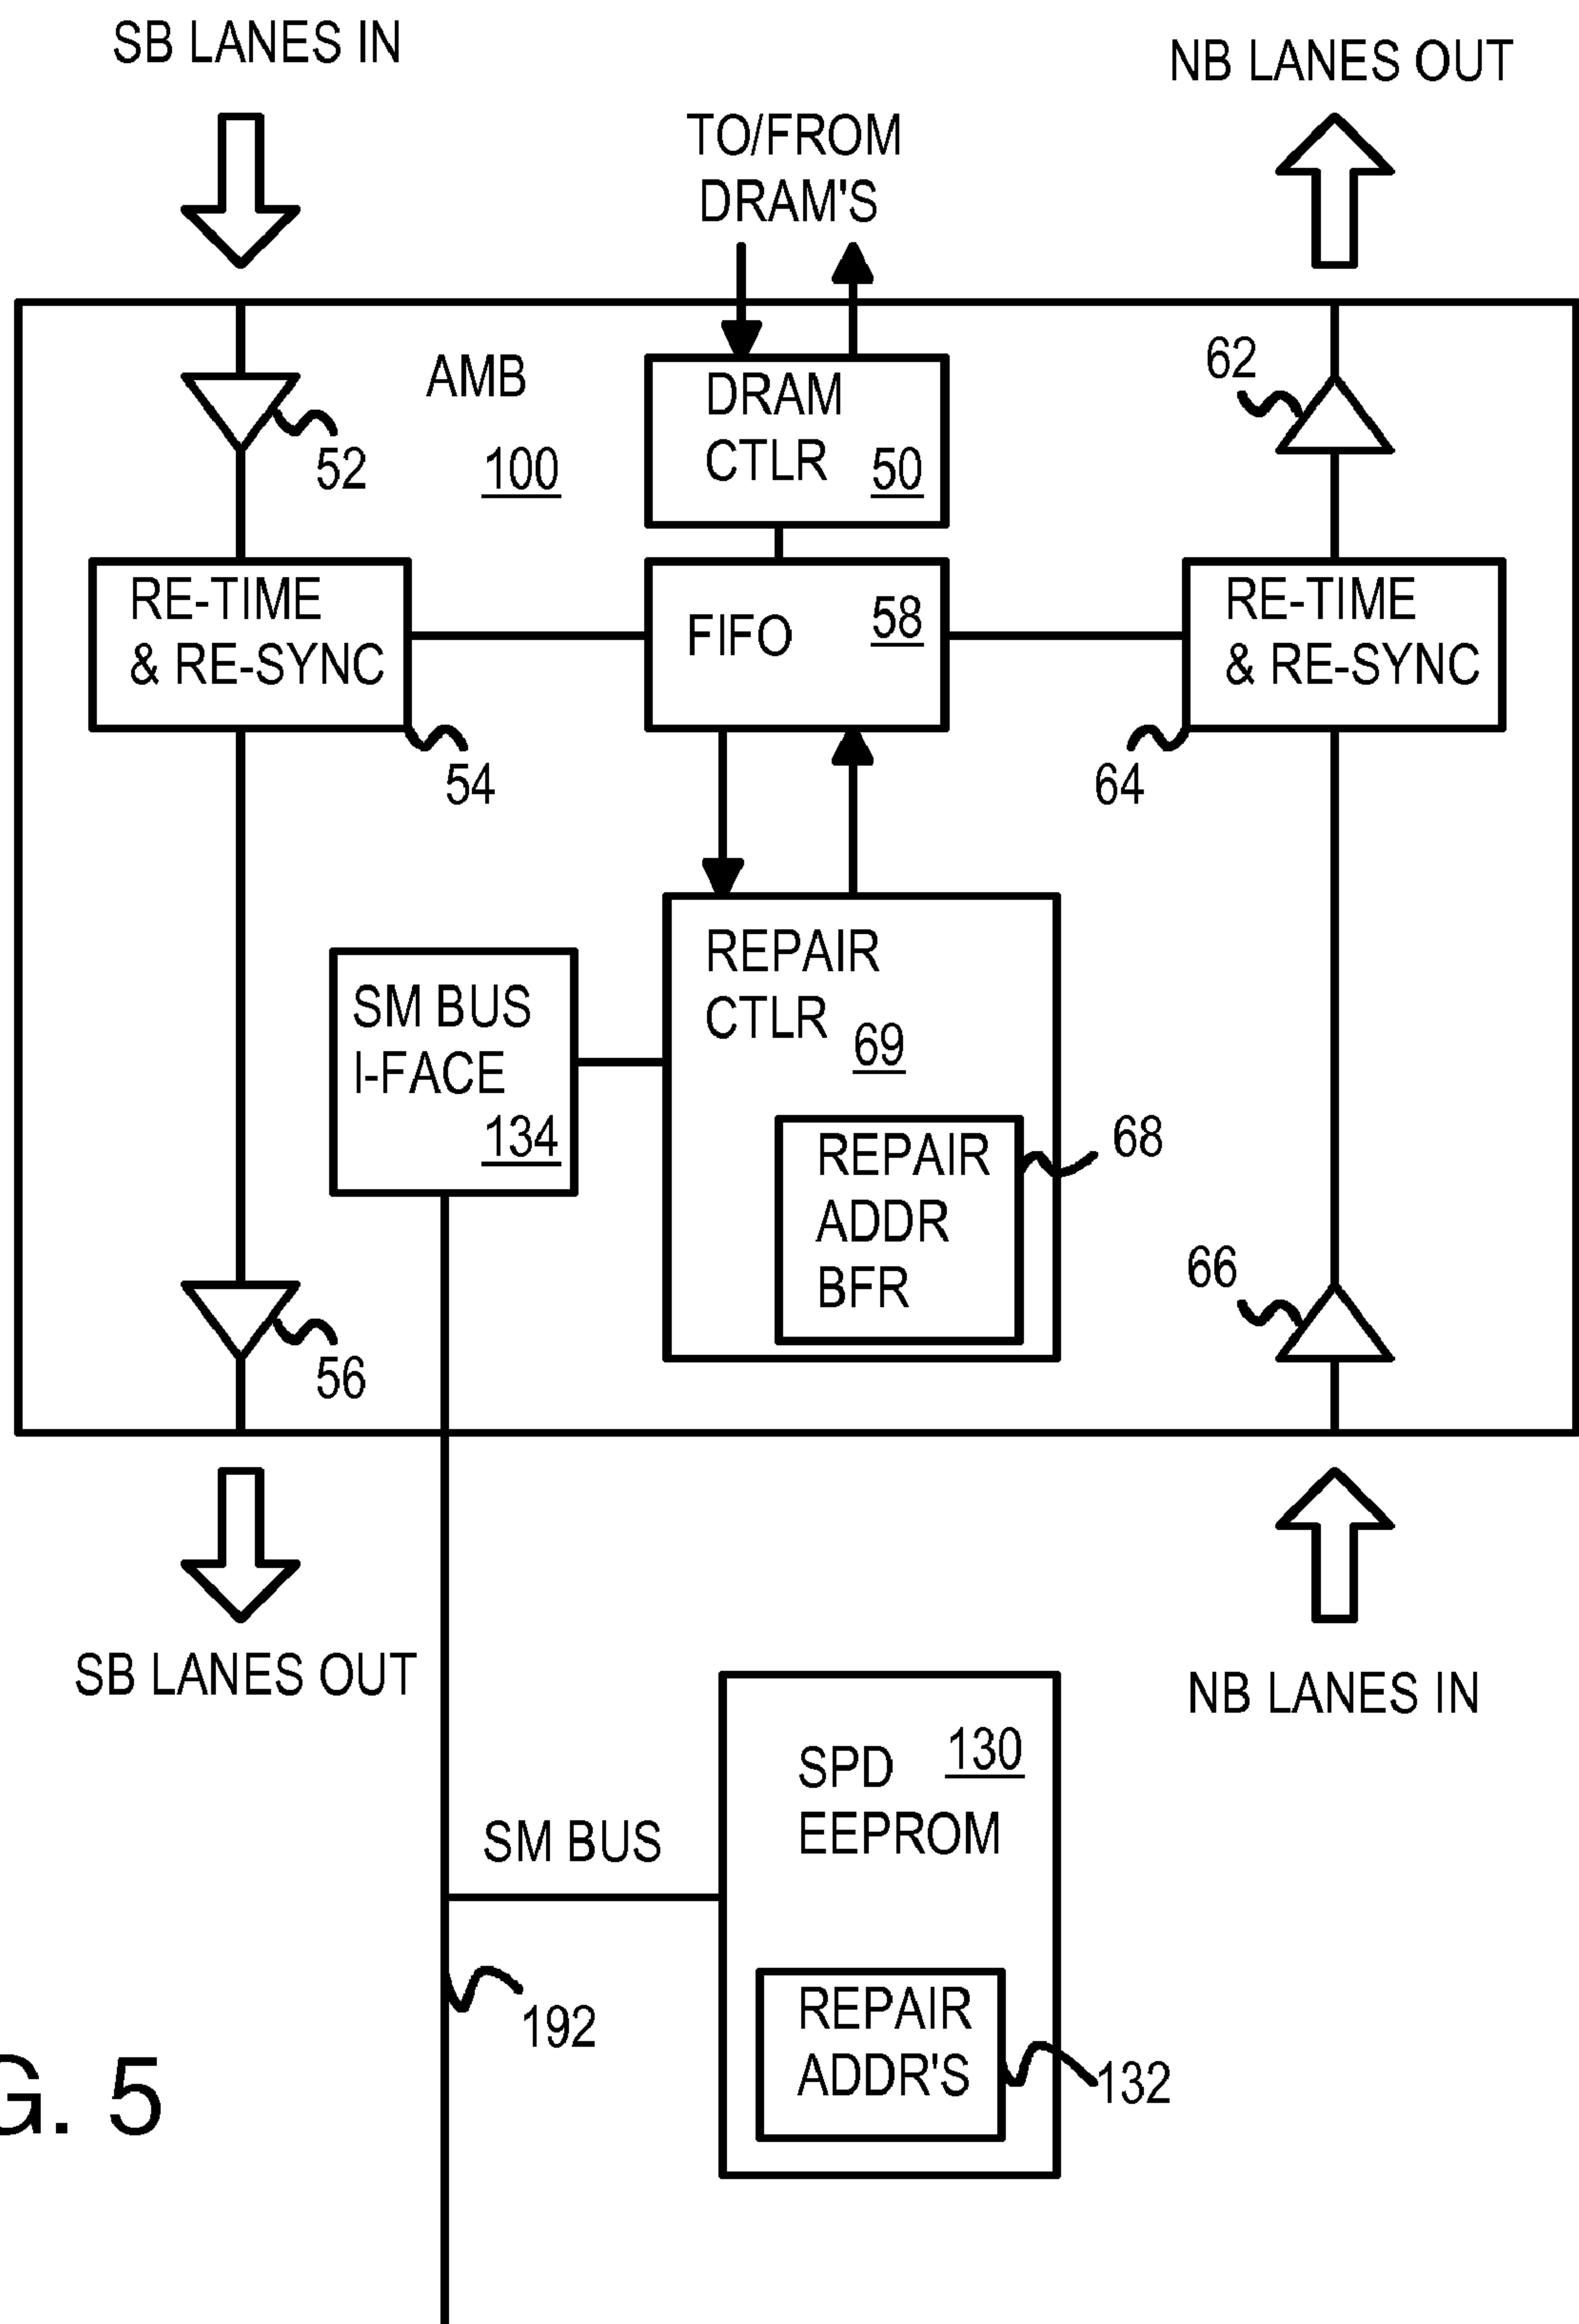 SB LANES IN
NB LANES OUT
TO/FROM
DRAM'S
AMB
100
DRAM
CTLR
50
62
52
RE-TIME
& RE-SYNC
FIFO
58
RE-TIME
& RE-SYNC
54
64
REPAIR
CTLR
69
SM BUS
I-FACE
134
REPAIR
ADDR
BFR
68
66
56
SB LANES OUT
NB LANES IN
SPD
EEPROM
130
SM BUS
192
REPAIR
ADDR'S
132
G. 5